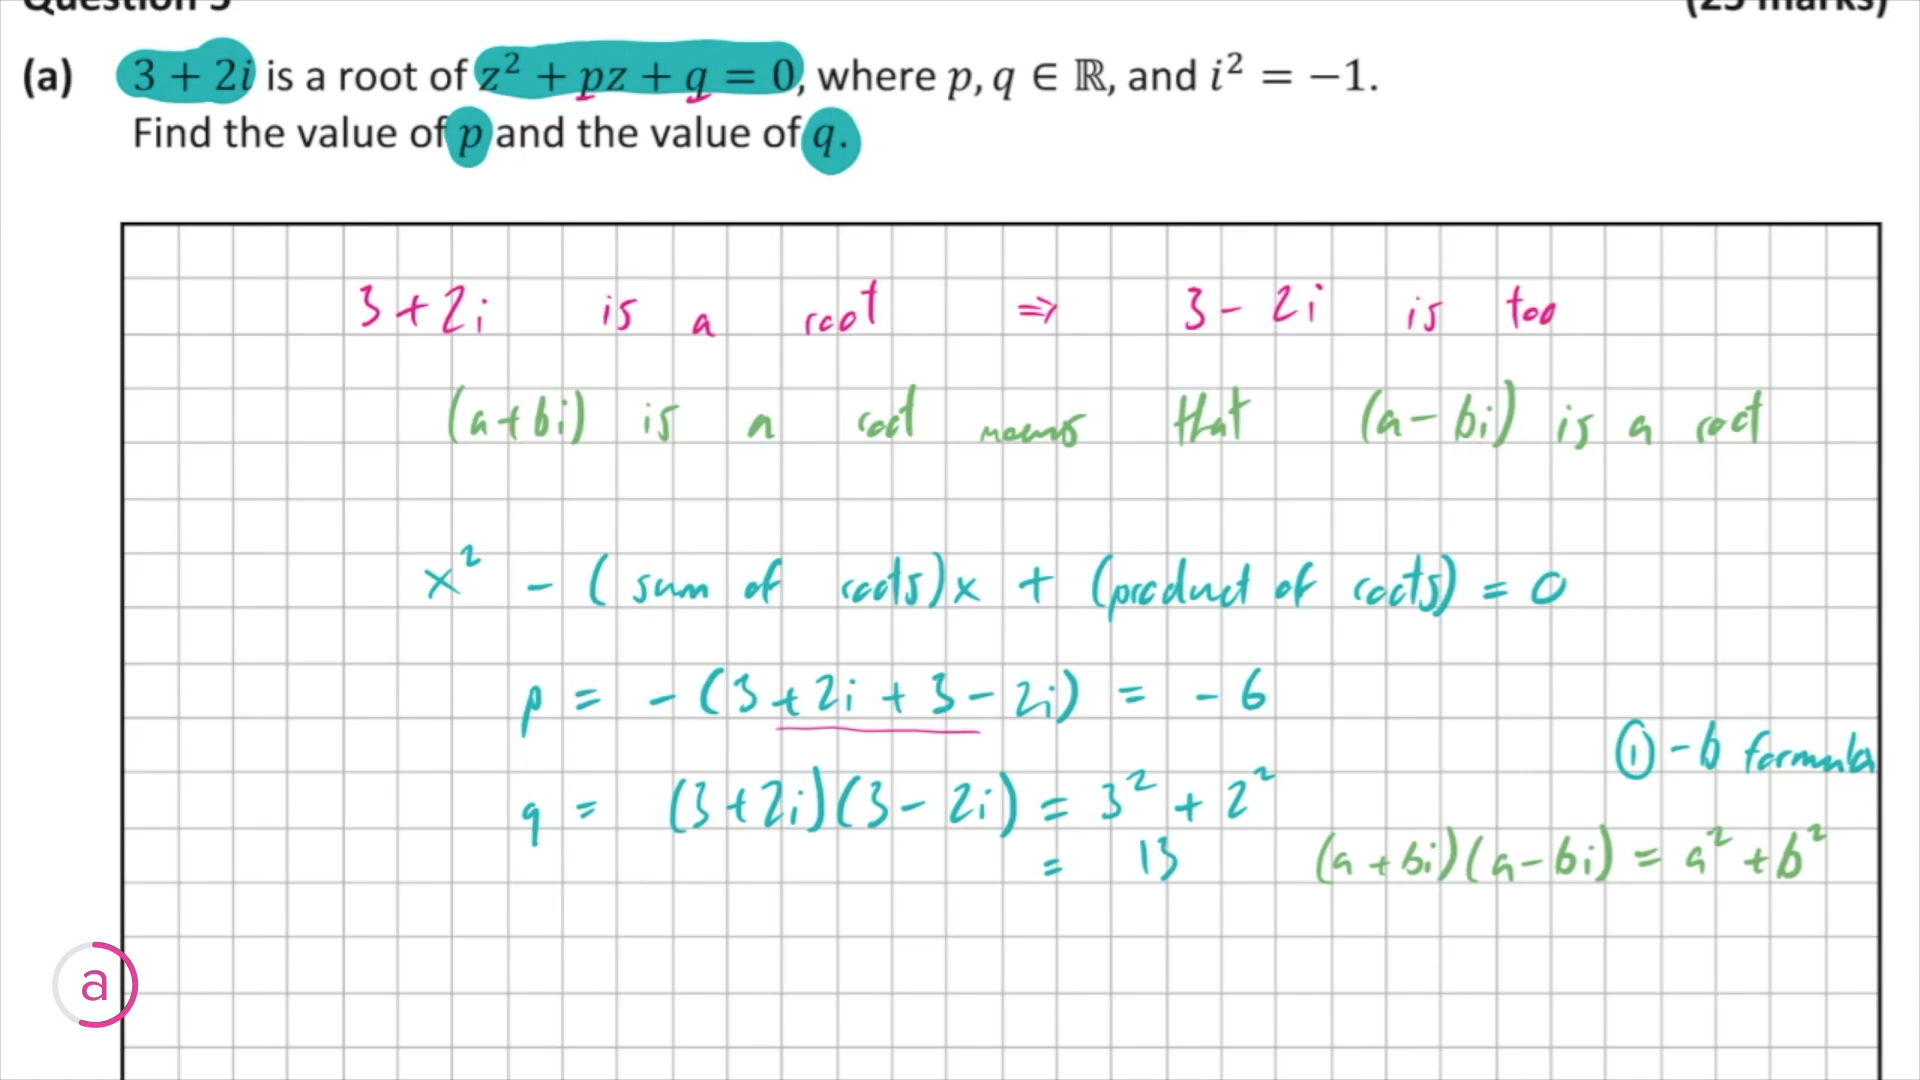 (a) 3 + 2i is a root of z² + pz + q = 0, where p, q ∈ ℝ, and i² = −1.
Find the value of p and the value of q.
3 + 2i is a root ⇒ 3 - 2i is too
(a + bi) is a root means that (a - bi) is a root
x² - (sum of roots)x + (product of roots) = 0
p = - (3 + 2i + 3 - 2i) = - 6
① -b formula
q = (3 + 2i)(3 - 2i) = 3² + 2²
= 13
(a + bi)(a - bi) = a² + b²
a